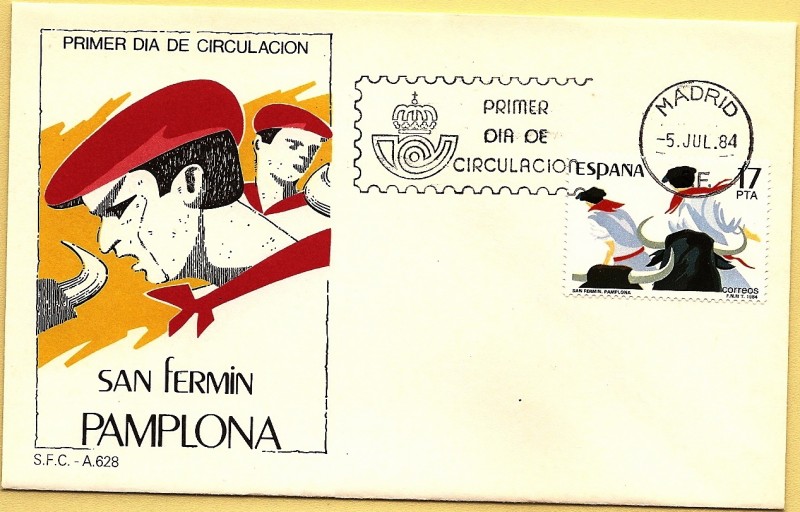 PRIMER DIA DE CIRCULACION
SAN fERMIN
PAMPLONA
S.F.C. - A.628
PRIMER
DIA DE
CIRCULACION
MADRID
-5. JUL. 84
F.
ESPAÑA
17
PTA
SAN FERMIN. PAMPLONA
correos
F.N.M.T. 1984